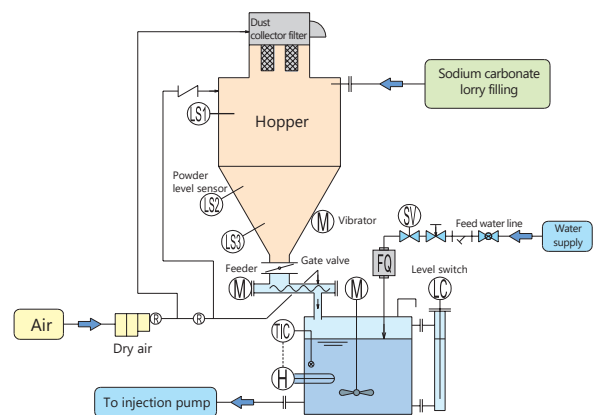 Dust
collector filter
Sodium carbonate
lorry filling
LS1
Hopper
Powder
level sensor
LS2
LS3
M
Vibrator
SV
Feed water line
Water
supply
Gate valve
Feeder
M
M
FQ
Level switch
LC
Air
R
R
Dry air
TIC
H
To injection pump